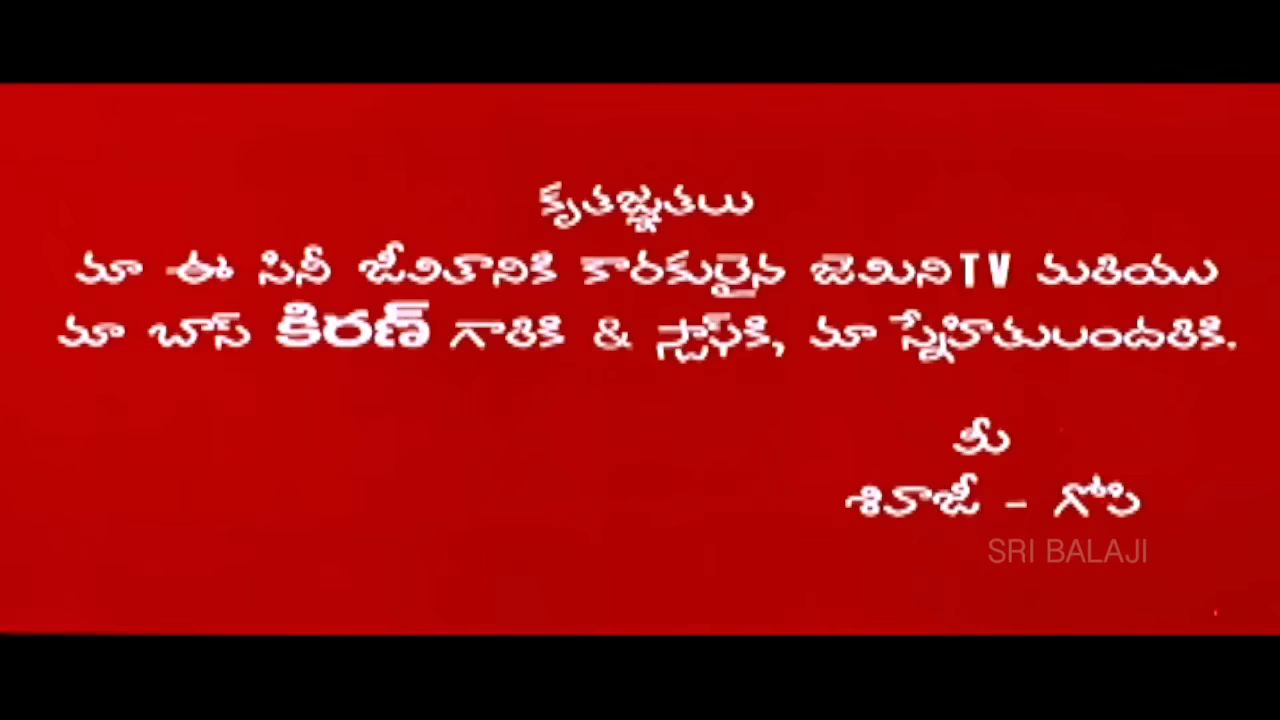 కృతజ్ఞతలు
మా ఈ సినీ జీవితానికి కారకులైన జెమిని TV మరియు
మా బాస్ కిరణ్ గారికి & స్టాఫ్‌కి, మా స్నేహితులందరికి.
మీ
శివాజీ - గోపి
SRI BALAJI